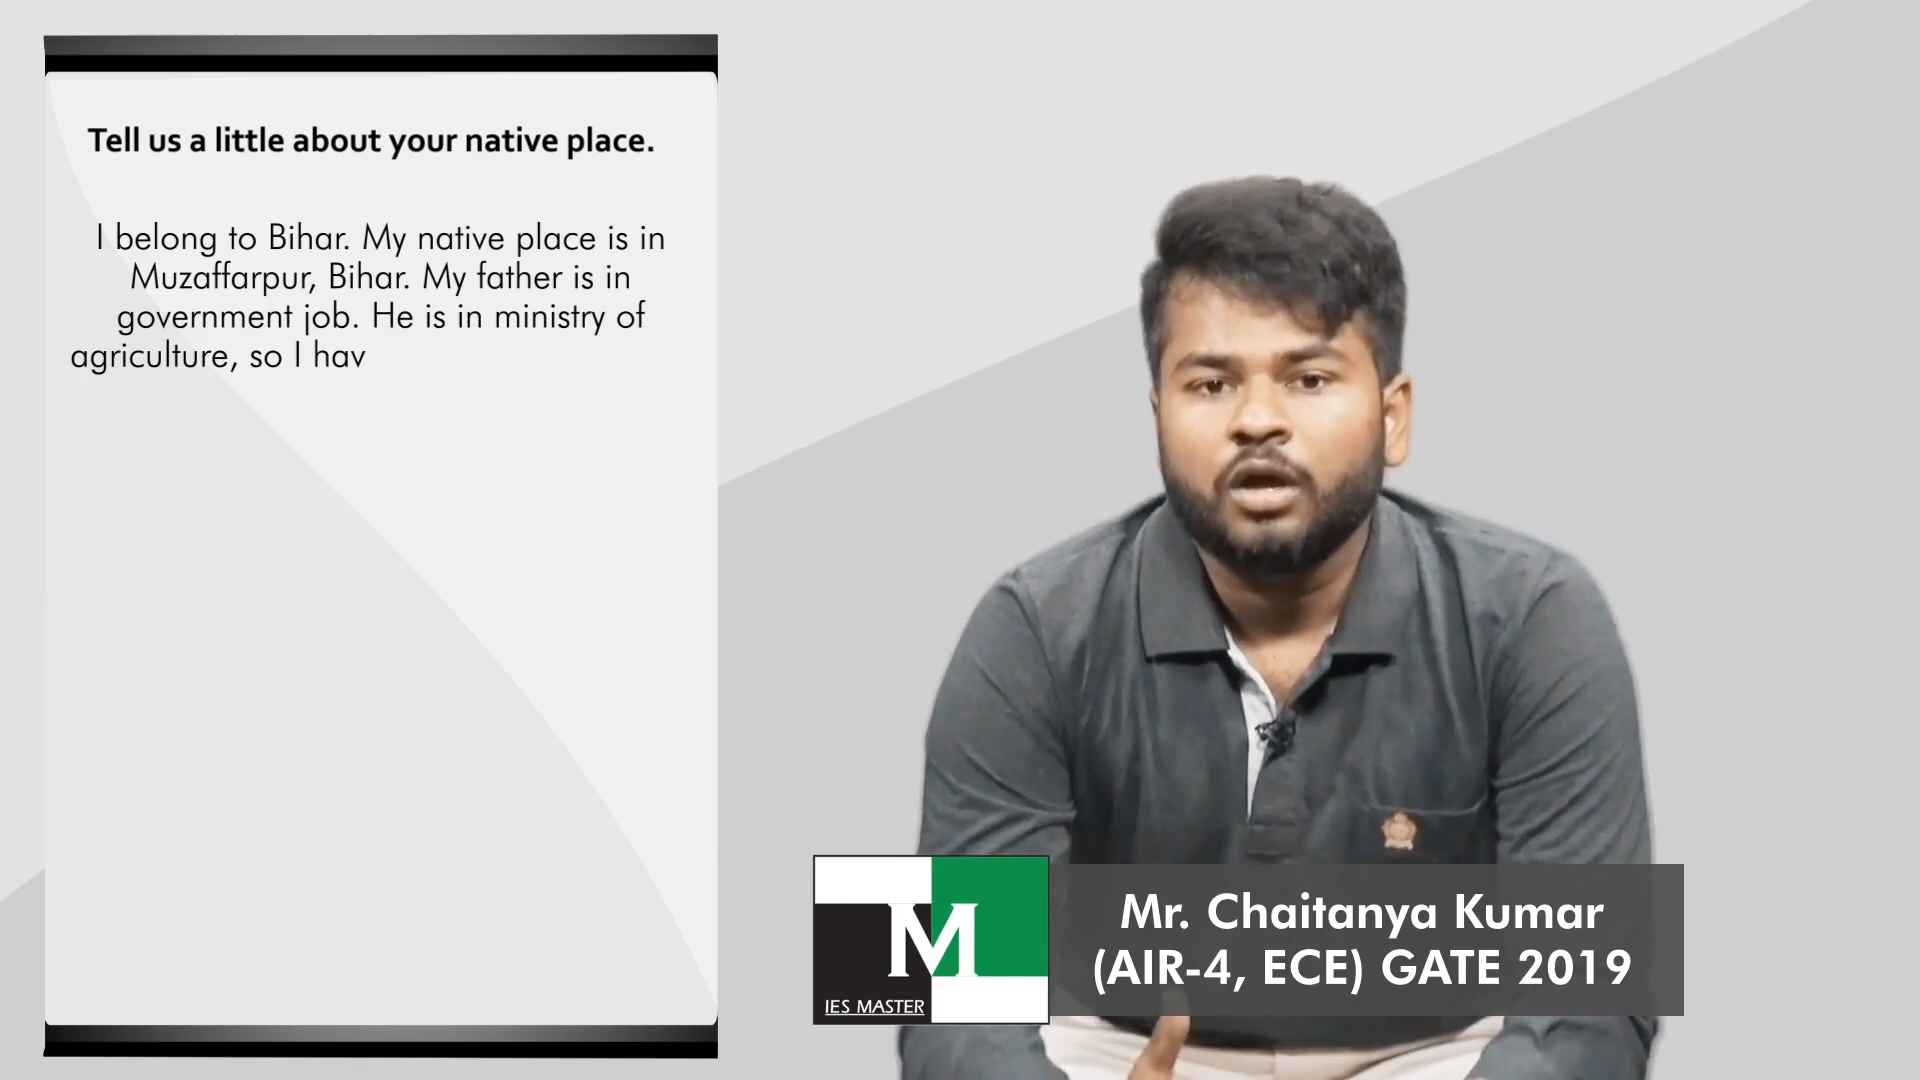 Tell us a little about your native place.
I belong to Bihar. My native place is in
Muzaffarpur, Bihar. My father is in
government job. He is in ministry of
agriculture, so I hav
M
IES MASTER
Mr. Chaitanya Kumar
(AIR-4, ECE) GATE 2019